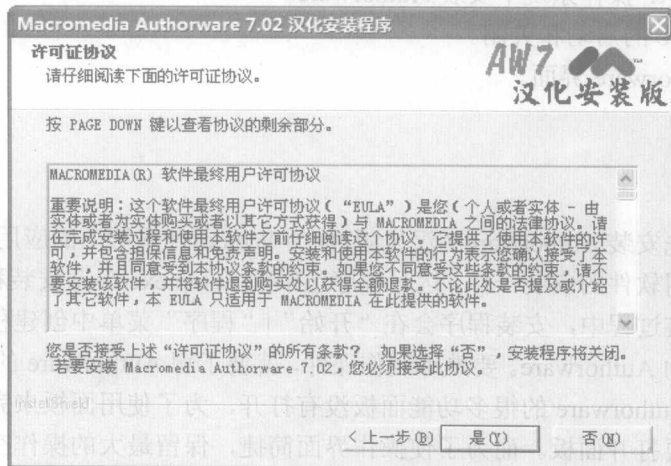 Macromedia Authorware 7.02 汉化安装程序
许可证协议
请仔细阅读下面的许可证协议。
AW7
汉化安装版
按 PAGE DOWN 键以查看协议的剩余部分。
MACROMEDIA(R) 软件最终用户许可协议
重要说明：这个软件最终用户许可协议（“EULA”）是您（个人或者实体 - 由
实体或者为实体购买或者以其它方式获得）与 MACROMEDIA 之间的法律协议。请
在完成安装过程和使用本软件之前仔细阅读这个协议。它提供了使用本软件的许
可，并包含担保信息和免责声明。安装和使用本软件的行为表示您确认接受了本
软件，并且同意受到本协议条款的约束。如果您不同意受这些条款的约束，请不
要安装该软件，并将软件退到购买处以获得全额退款。不论此处是否提及或介绍
了其它软件，本 EULA 只适用于 MACROMEDIA 在此提供的软件。
您是否接受上述“许可证协议”的所有条款？ 如果选择“否”，安装程序将关闭。
若要安装 Macromedia Authorware 7.02，您必须接受此协议。
InstallShield
< 上一步(B)
是(Y)
否(N)